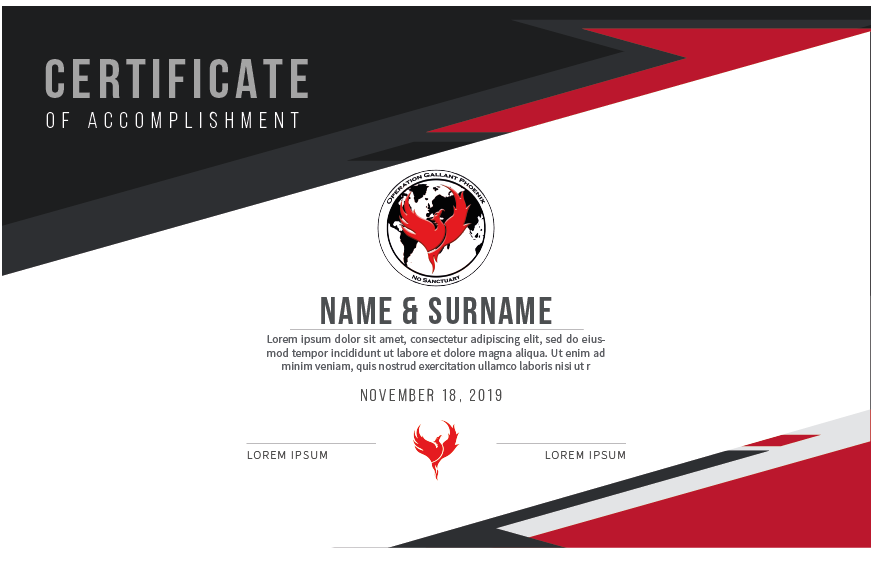 CERTIFICATE
OF ACCOMPLISHMENT
OPERATION GALLANT PHOENIX
NO SANCTUARY
NAME & SURNAME
Lorem ipsum dolor sit amet, consectetur adipiscing elit, sed do eius-
mod tempor incididunt ut labore et dolore magna aliqua. Ut enim ad
minim veniam, quis nostrud exercitation ullamco laboris nisi ut r
NOVEMBER 18, 2019
LOREM IPSUM LOREM IPSUM